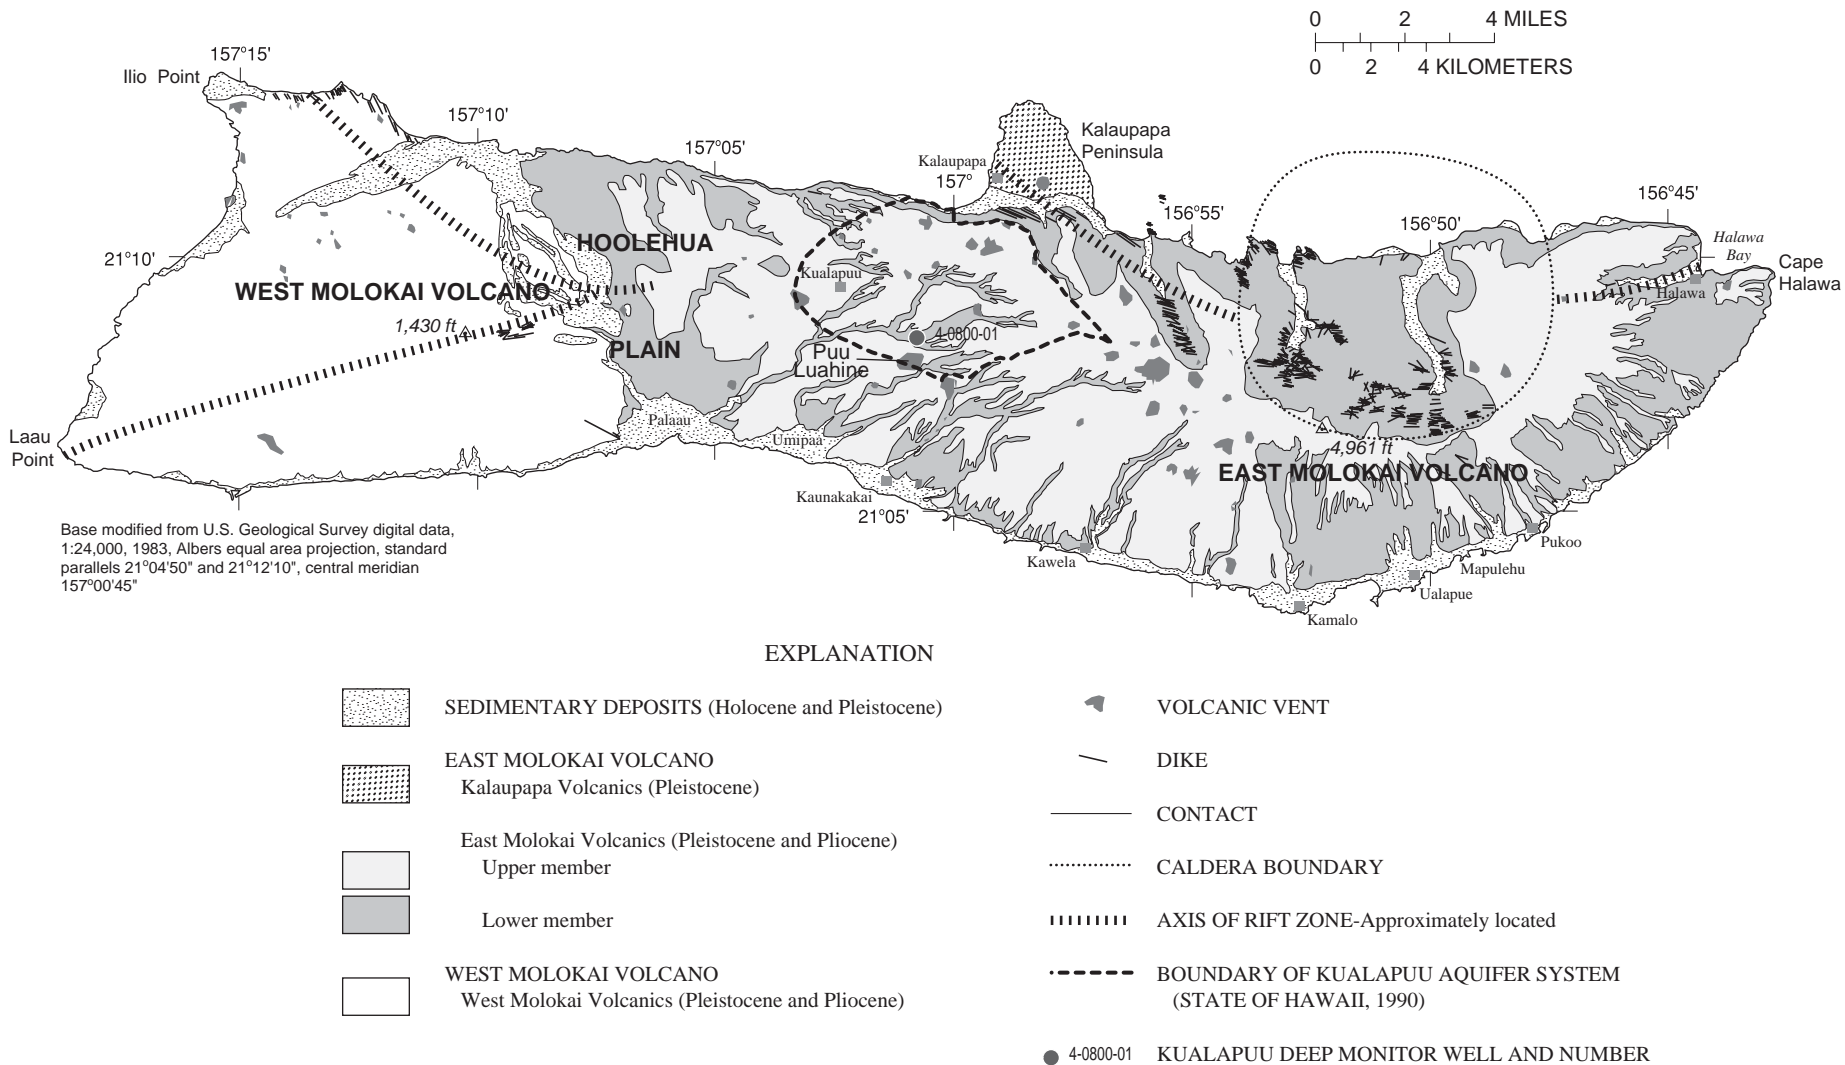 0 2 4 MILES
0 2 4 KILOMETERS
157°15'
Ilio Point
157°10'
157°05'
Kalaupapa
Peninsula
Kalaupapa
157°
156°55'
156°50'
156°45'
Halawa
Bay
Cape
Halawa
Halawa
21°10'
HOOLEHUA
PLAIN
WEST MOLOKAI VOLCANO
1,430 ft
Kualapuu
4-0800-01
Puu
Luahine
Laau
Point
Palaau
Umipaa
Kaunakakai
21°05'
4,961 ft
EAST MOLOKAI VOLCANO
Kawela
Kamalo
Ualapue
Mapulehu
Pukoo
Base modified from U.S. Geological Survey digital data,
1:24,000, 1983, Albers equal area projection, standard
parallels 21°04'50" and 21°12'10", central meridian
157°00'45"
EXPLANATION
SEDIMENTARY DEPOSITS (Holocene and Pleistocene)
EAST MOLOKAI VOLCANO
Kalaupapa Volcanics (Pleistocene)
East Molokai Volcanics (Pleistocene and Pliocene)
Upper member
Lower member
WEST MOLOKAI VOLCANO
West Molokai Volcanics (Pleistocene and Pliocene)
VOLCANIC VENT
DIKE
CONTACT
CALDERA BOUNDARY
AXIS OF RIFT ZONE-Approximately located
BOUNDARY OF KUALAPUU AQUIFER SYSTEM
(STATE OF HAWAII, 1990)
4-0800-01 KUALAPUU DEEP MONITOR WELL AND NUMBER